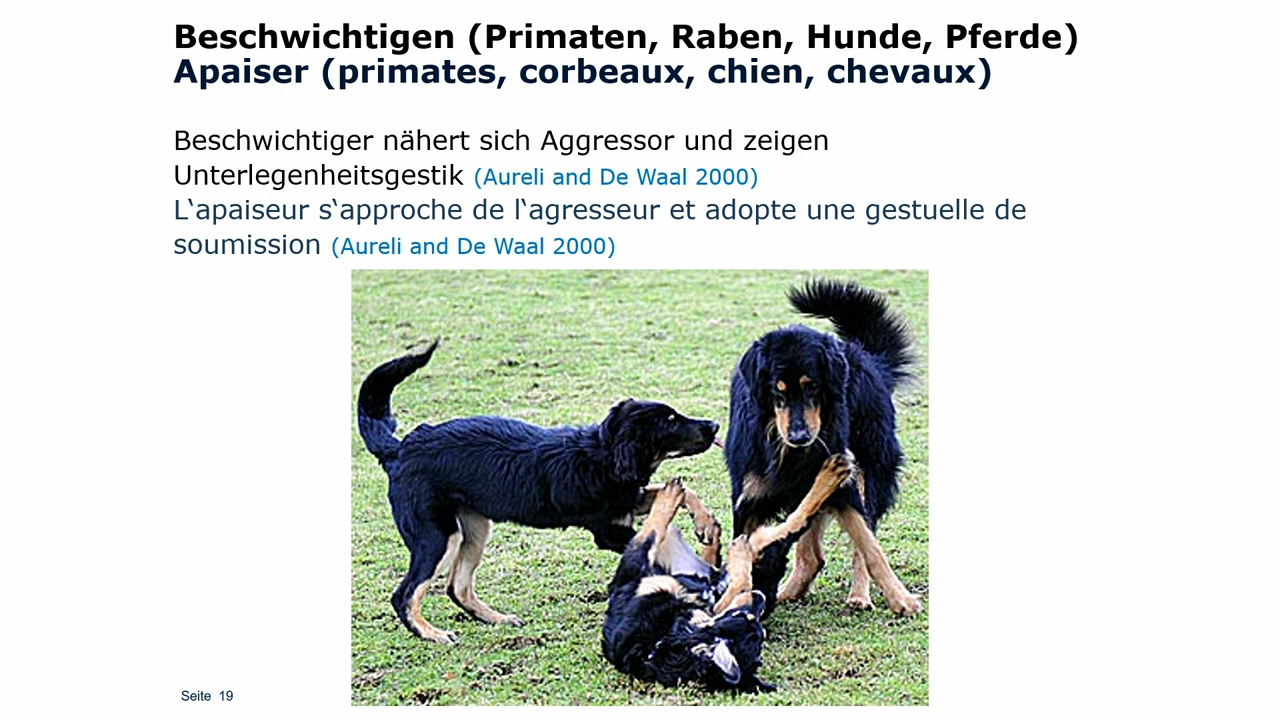 Beschwichtigen (Primaten, Raben, Hunde, Pferde)
Apaiser (primates, corbeaux, chien, chevaux)
Beschwichtiger nähert sich Aggressor und zeigen
Unterlegenheitsgestik (Aureli and De Waal 2000)
L‘apaiseur s‘approche de l‘agresseur et adopte une gestuelle de
soumission (Aureli and De Waal 2000)
Seite 19